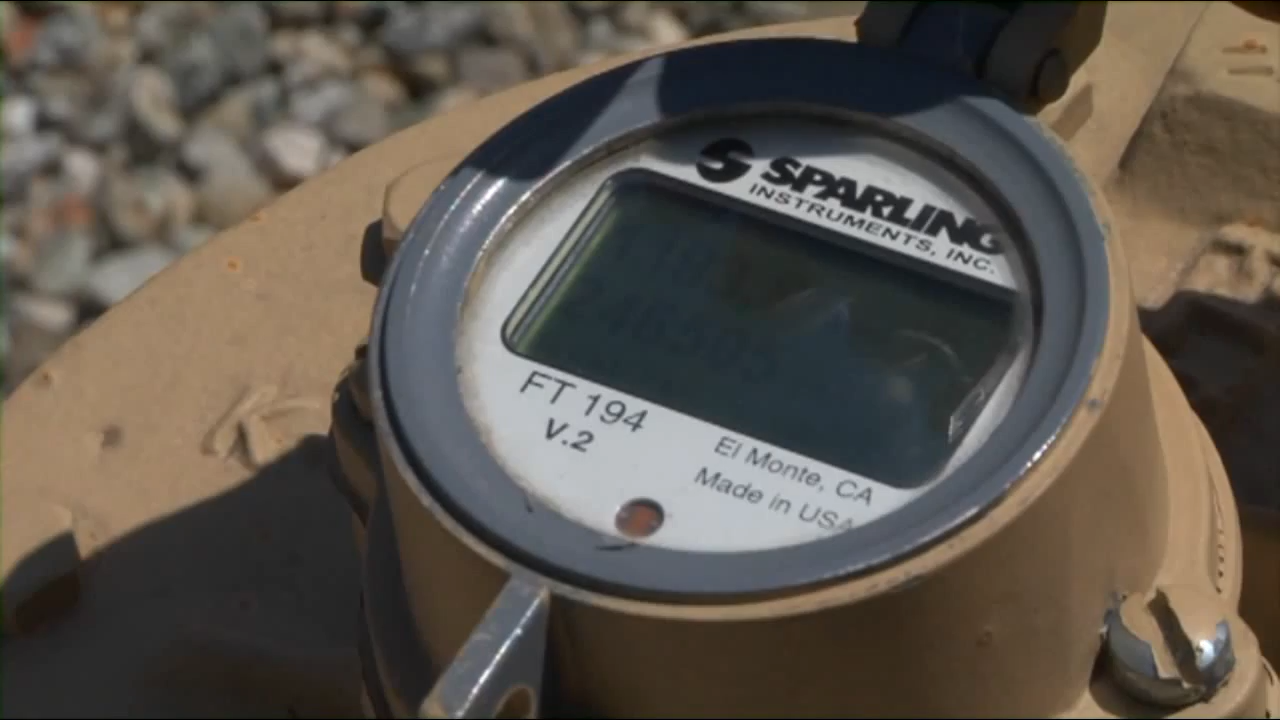 SPARLING
INSTRUMENTS, INC.
FT 194
V.2
El Monte, CA
Made in USA